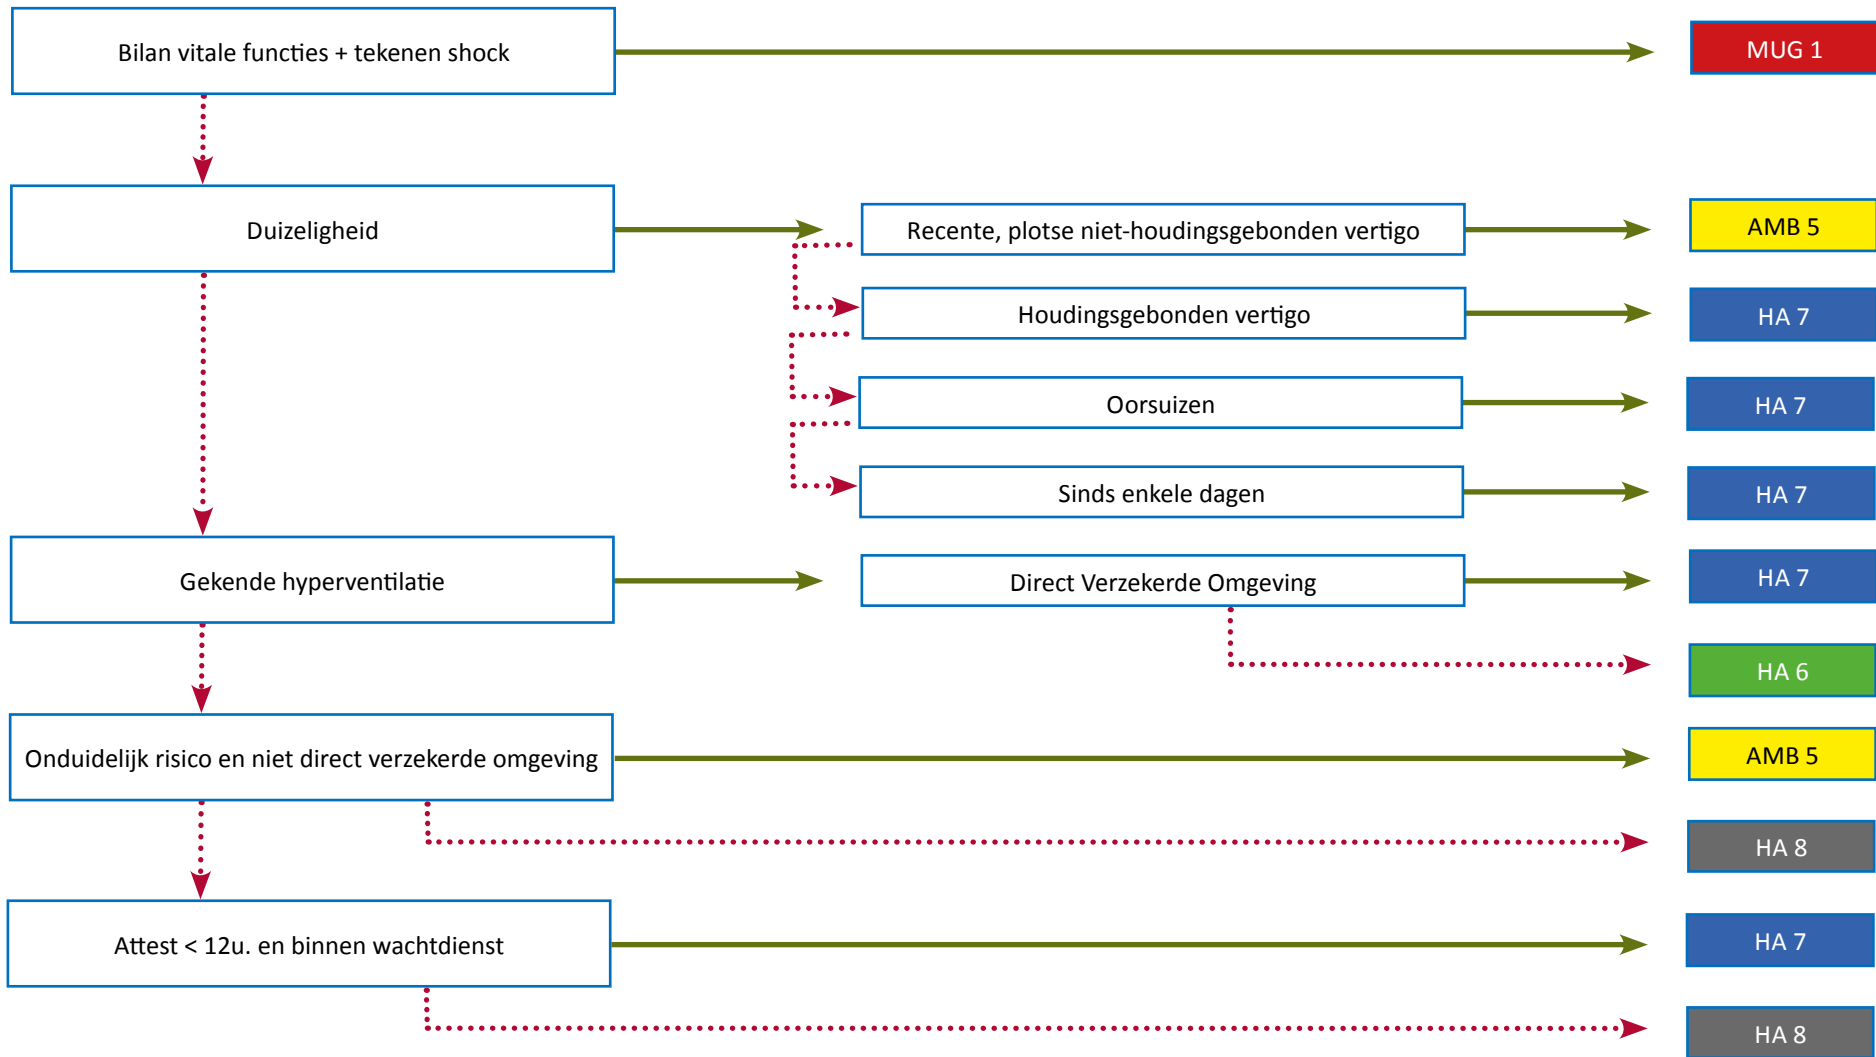 Bilan vitale functies + tekenen shock
MUG 1
Duizeligheid
Recente, plotse niet-houdingsgebonden vertigo
AMB 5
Houdingsgebonden vertigo
HA 7
Oorsuizen
HA 7
Sinds enkele dagen
HA 7
Gekende hyperventilatie
Direct Verzekerde Omgeving
HA 7
HA 6
Onduidelijk risico en niet direct verzekerde omgeving
AMB 5
HA 8
Attest < 12u. en binnen wachtdienst
HA 7
HA 8